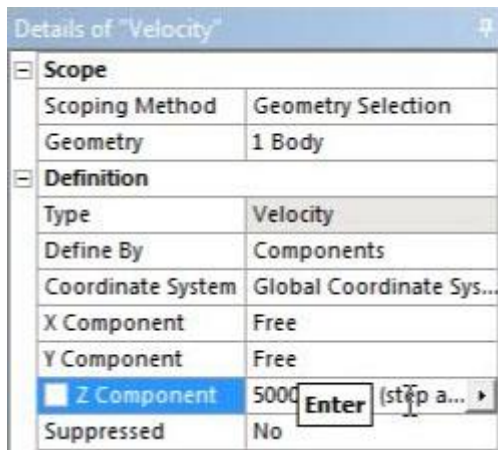 Details of "Velocity"
Scope
Scoping Method Geometry Selection
Geometry 1 Body
Definition
Type Velocity
Define By Components
Coordinate System Global Coordinate Sys...
X Component Free
Y Component Free
Z Component 5000 Enter (step a...
Suppressed No